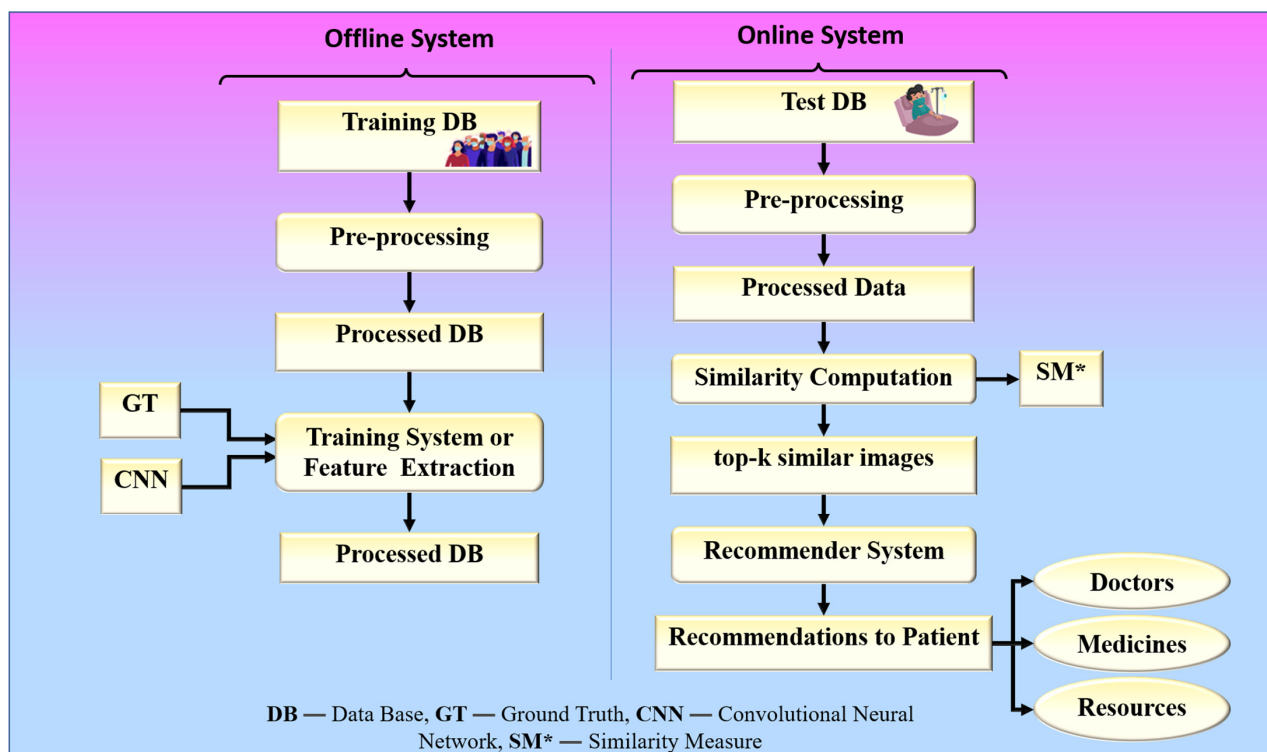 Offline System
Training DB
Pre-processing
Processed DB
GT
CNN
Training System or
Feature Extraction
Processed DB
Online System
Test DB
Pre-processing
Processed Data
Similarity Computation
SM*
top-k similar images
Recommender System
Recommendations to Patient
Doctors
Medicines
Resources
DB — Data Base, GT — Ground Truth, CNN — Convolutional Neural
Network, SM* — Similarity Measure